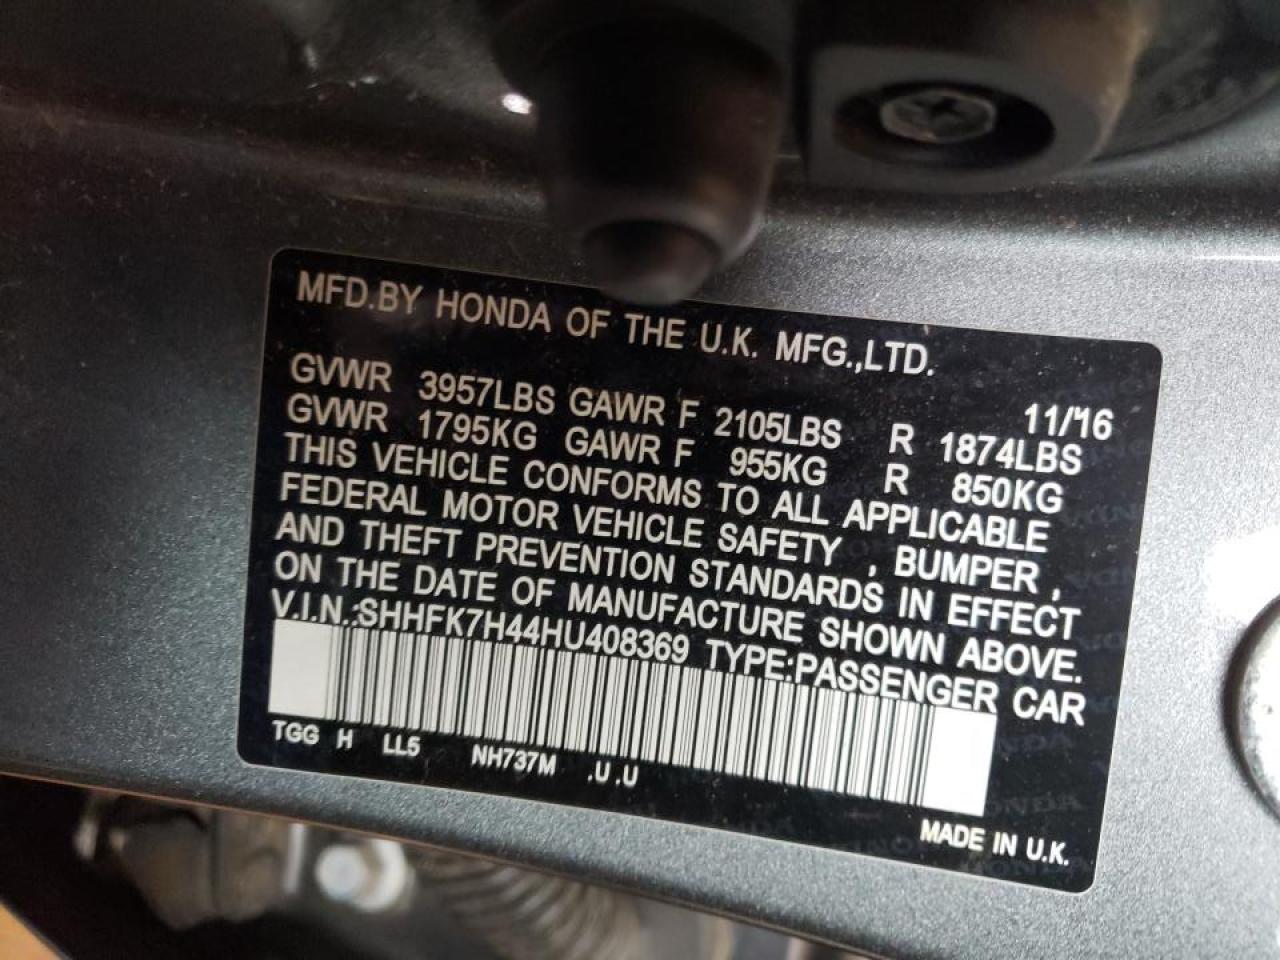 MFD.BY HONDA OF THE U.K. MFG.,LTD.
11/'16
GVWR 3957LBS GAWR F 2105LBS R 1874LBS
GVWR 1795KG GAWR F 955KG R 850KG
THIS VEHICLE CONFORMS TO ALL APPLICABLE
FEDERAL MOTOR VEHICLE SAFETY , BUMPER ,
AND THEFT PREVENTION STANDARDS IN EFFECT
ON THE DATE OF MANUFACTURE SHOWN ABOVE.
V.I.N.:SHHFK7H44HU408369 TYPE:PASSENGER CAR
TGG H LL5 NH737M .U .U
MADE IN U.K.